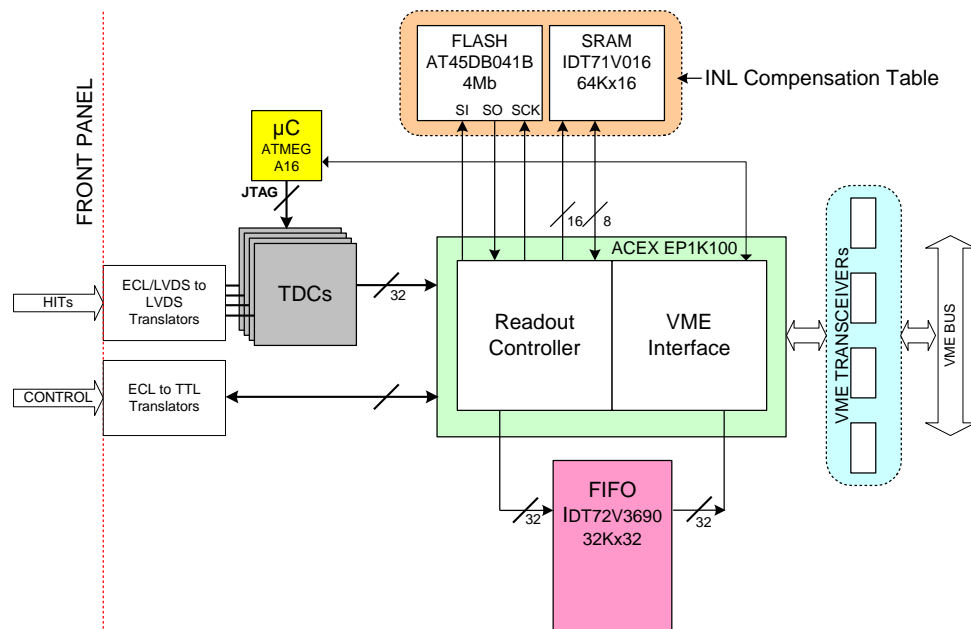 FRONT PANEL
FLASH
AT45DB041B
4Mb
SI SO SCK
SRAM
IDT71V016
64Kx16
INL Compensation Table
µC
ATMEG
A16
JTAG
16
8
ACEX EP1K100
ECL/LVDS to
LVDS
Translators
HITs
TDCs
32
Readout
Controller
VME
Interface
VME TRANSCEIVERs
VME BUS
CONTROL
ECL to TTL
Translators
32
FIFO
IDT72V3690
32Kx32
32